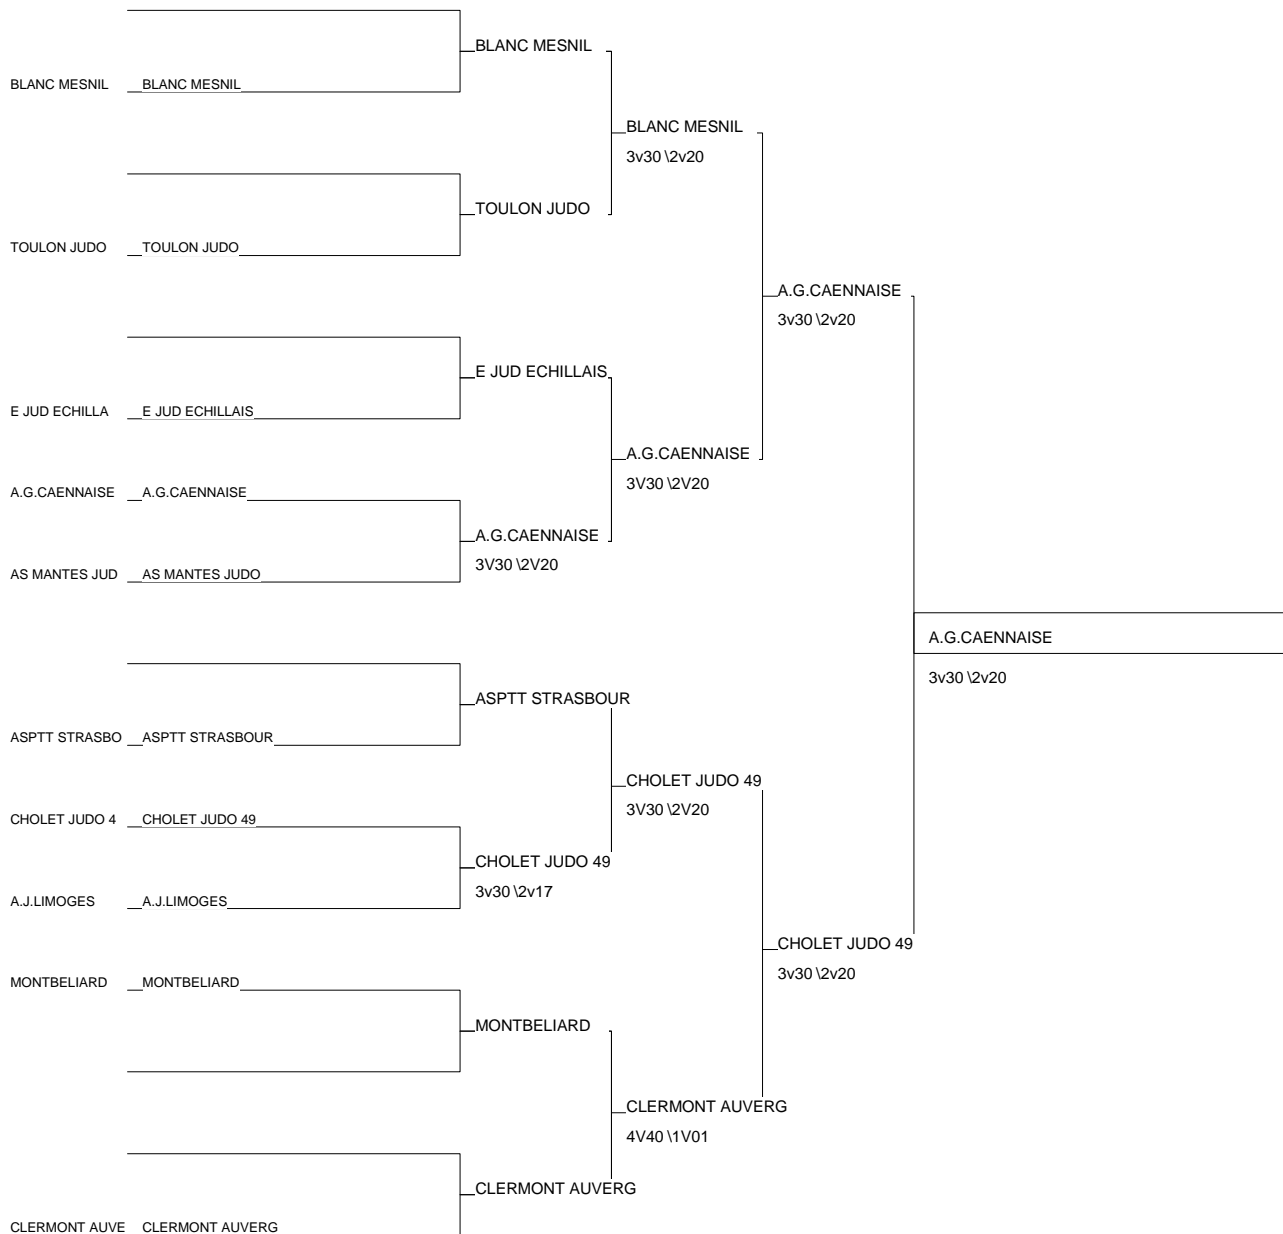 BLANC MESNIL
BLANC MESNIL BLANC MESNIL
BLANC MESNIL
3v30 \2v20
TOULON JUDO
TOULON JUDO TOULON JUDO
A.G.CAENNAISE
3v30 \2v20
E JUD ECHILLAIS
E JUD ECHILLA E JUD ECHILLAIS
A.G.CAENNAISE
3V30 \2V20
A.G.CAENNAISE A.G.CAENNAISE
A.G.CAENNAISE
3V30 \2V20
AS MANTES JUD AS MANTES JUDO
A.G.CAENNAISE
3v30 \2v20
ASPTT STRASBOUR
ASPTT STRASBO ASPTT STRASBOUR
CHOLET JUDO 49
3V30 \2V20
CHOLET JUDO 4 CHOLET JUDO 49
CHOLET JUDO 49
3v30 \2v17
A.J.LIMOGES A.J.LIMOGES
CHOLET JUDO 49
3v30 \2v20
MONTBELIARD MONTBELIARD
MONTBELIARD
CLERMONT AUVERG
4V40 \1V01
CLERMONT AUVERG
CLERMONT AUVE CLERMONT AUVERG